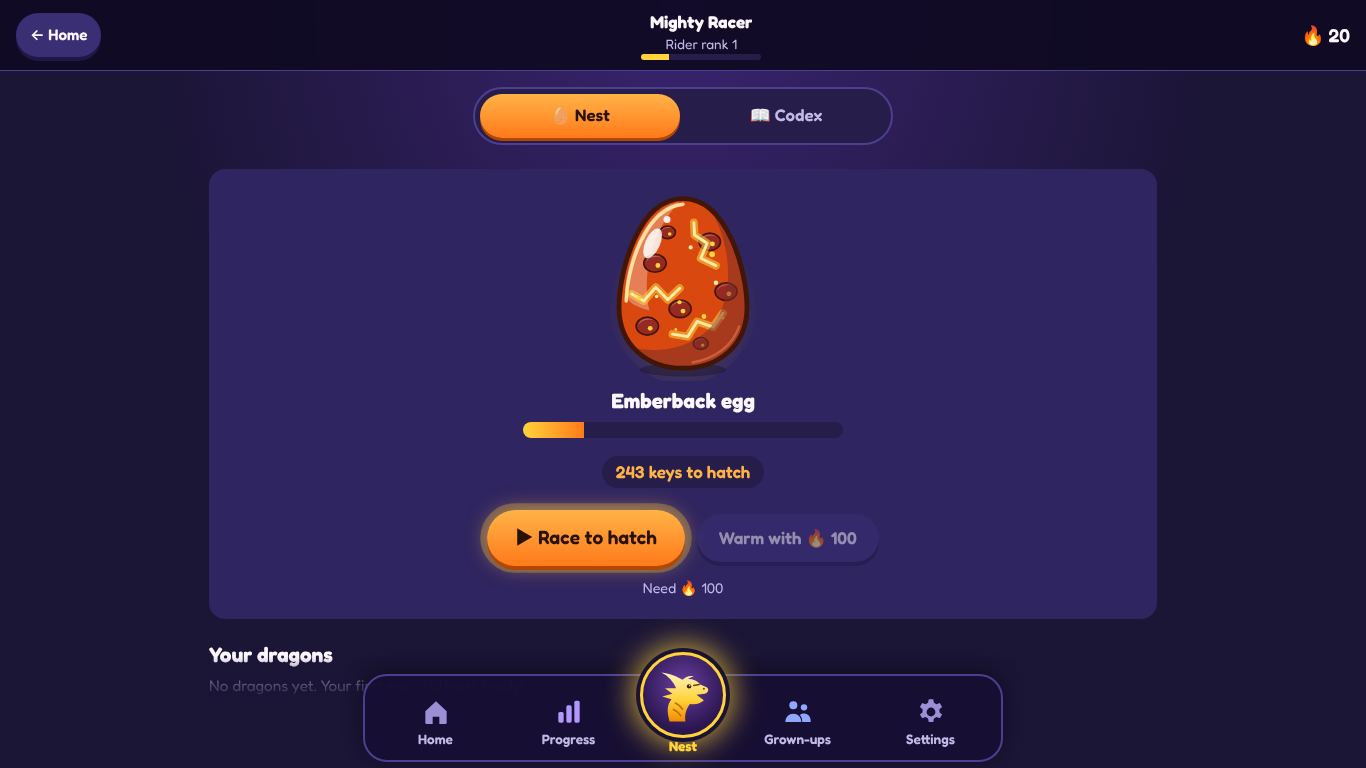 ← Home
Mighty Racer
Rider rank 1
🔥 20
🥚 Nest
📖 Codex
Emberback egg
243 keys to hatch
▶ Race to hatch
Warm with 🔥 100
Need 🔥 100
Your dragons
No dragons yet. Your
Home
Progress
Nest
Grown-ups
Settings